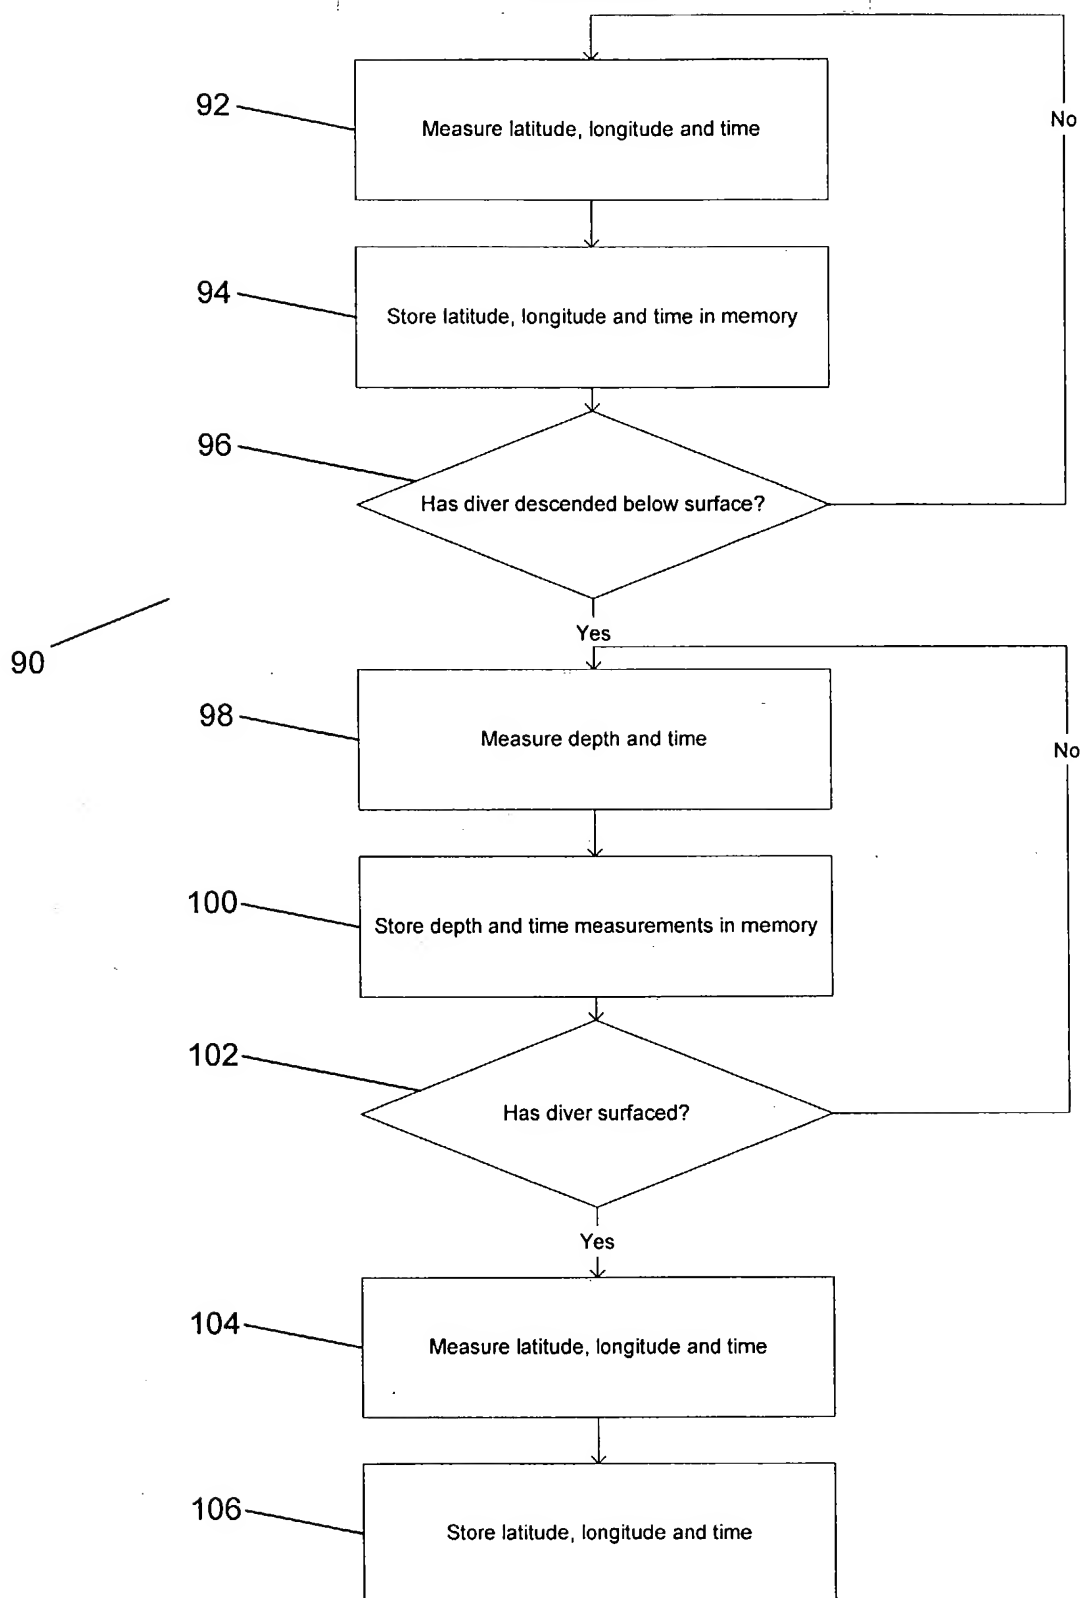 92
Measure latitude, longitude and time
No
94
Store latitude, longitude and time in memory
96
Has diver descended below surface?
Yes
90
98
Measure depth and time
No
100
Store depth and time measurements in memory
102
Has diver surfaced?
Yes
104
Measure latitude, longitude and time
106
Store latitude, longitude and time